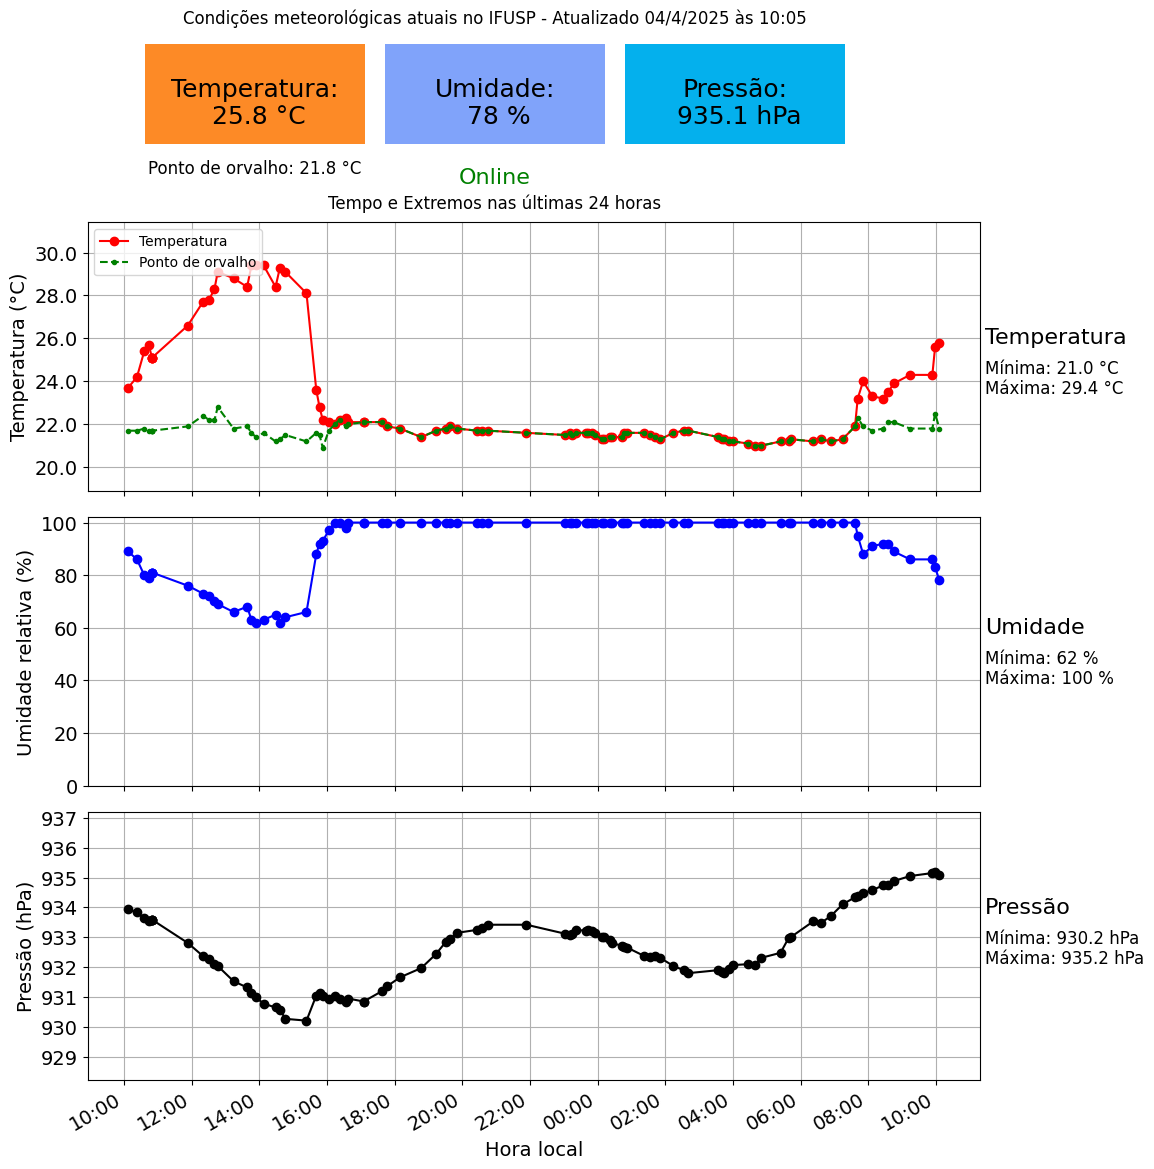 Condições meteorológicas atuais no IFUSP - Atualizado 04/4/2025 às 10:05
Temperatura:
25.8 °C
Umidade:
78 %
Pressão:
935.1 hPa
Ponto de orvalho: 21.8 °C
Online
Tempo e Extremos nas últimas 24 horas
Temperatura
Ponto de orvalho
Temperatura (°C)
30.0
28.0
26.0
24.0
22.0
20.0
Temperatura
Mínima: 21.0 °C
Máxima: 29.4 °C
Umidade relativa (%)
100
80
60
40
20
0
Umidade
Mínima: 62 %
Máxima: 100 %
Pressão (hPa)
937
936
935
934
933
932
931
930
929
Pressão
Mínima: 930.2 hPa
Máxima: 935.2 hPa
10:00 12:00 14:00 16:00 18:00 20:00 22:00 00:00 02:00 04:00 06:00 08:00 10:00
Hora local